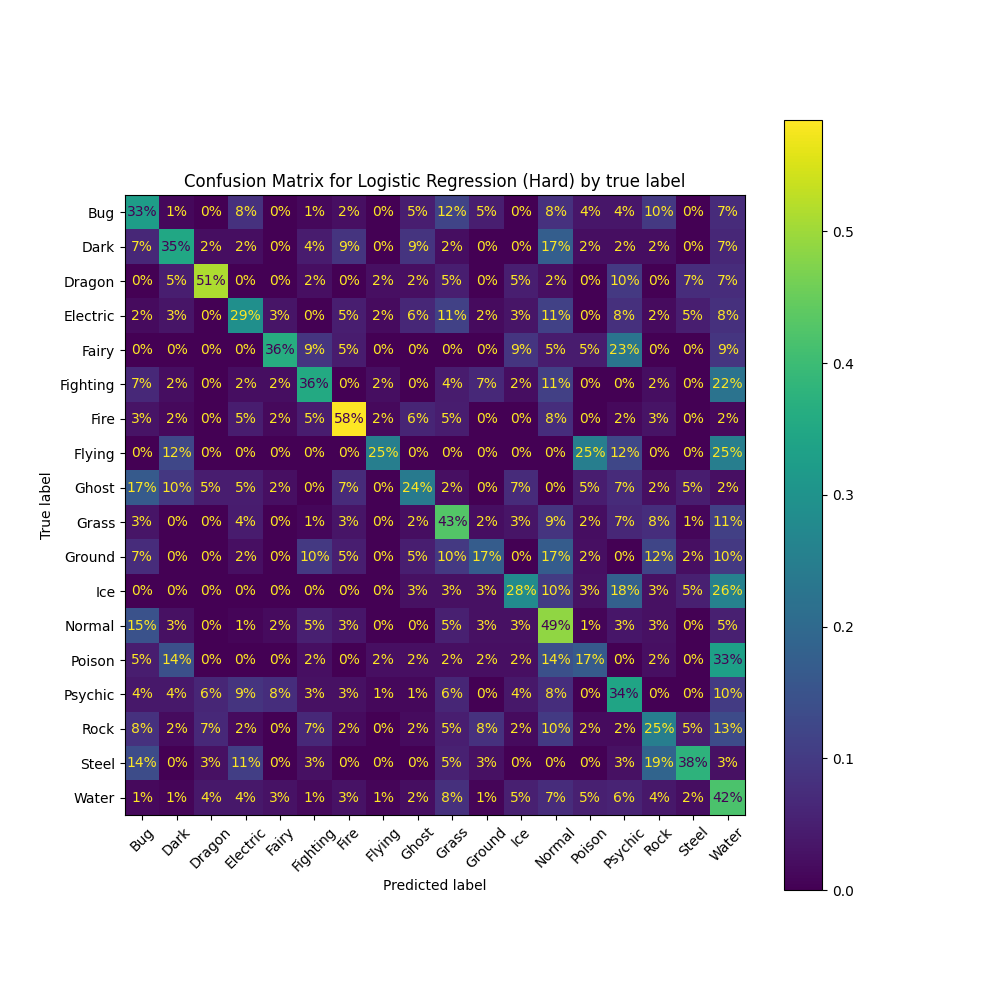 Confusion Matrix for Logistic Regression (Hard) by true label
Bug 33% 1% 0% 8% 0% 1% 2% 0% 5% 12% 5% 0% 8% 4% 4% 10% 0% 7%
Dark 7% 35% 2% 2% 0% 4% 9% 0% 9% 2% 0% 0% 17% 2% 2% 2% 0% 7%
Dragon 0% 5% 51% 0% 0% 2% 0% 2% 2% 5% 0% 5% 2% 0% 10% 0% 7% 7%
Electric 2% 3% 0% 29% 3% 0% 5% 2% 6% 11% 2% 3% 11% 0% 8% 2% 5% 8%
Fairy 0% 0% 0% 0% 36% 9% 5% 0% 0% 0% 0% 9% 5% 5% 23% 0% 0% 9%
Fighting 7% 2% 0% 2% 2% 36% 0% 2% 0% 4% 7% 2% 11% 0% 0% 2% 0% 22%
Fire 3% 2% 0% 5% 2% 5% 58% 2% 6% 5% 0% 0% 8% 0% 2% 3% 0% 2%
Flying 0% 12% 0% 0% 0% 0% 0% 25% 0% 0% 0% 0% 0% 25% 12% 0% 0% 25%
Ghost 17% 10% 5% 5% 2% 0% 7% 0% 24% 2% 0% 7% 0% 5% 7% 2% 5% 2%
Grass 3% 0% 0% 4% 0% 1% 3% 0% 2% 43% 2% 3% 9% 2% 7% 8% 1% 11%
Ground 7% 0% 0% 2% 0% 10% 5% 0% 5% 10% 17% 0% 17% 2% 0% 12% 2% 10%
Ice 0% 0% 0% 0% 0% 0% 0% 0% 3% 3% 3% 28% 10% 3% 18% 3% 5% 26%
Normal 15% 3% 0% 1% 2% 5% 3% 0% 0% 5% 3% 3% 49% 1% 3% 3% 0% 5%
Poison 5% 14% 0% 0% 0% 2% 0% 2% 2% 2% 2% 2% 14% 17% 0% 2% 0% 33%
Psychic 4% 4% 6% 9% 8% 3% 3% 1% 1% 6% 0% 4% 8% 0% 34% 0% 0% 10%
Rock 8% 2% 7% 2% 0% 7% 2% 0% 2% 5% 8% 2% 10% 2% 2% 25% 5% 13%
Steel 14% 0% 3% 11% 0% 3% 0% 0% 0% 5% 3% 0% 0% 0% 3% 19% 38% 3%
Water 1% 1% 4% 4% 3% 1% 3% 1% 2% 8% 1% 5% 7% 5% 6% 4% 2% 42%
Bug Dark Dragon Electric Fairy Fighting Fire Flying Ghost Grass Ground Ice Normal Poison Psychic Rock Steel Water
Predicted label
True label
0.5
0.4
0.3
0.2
0.1
0.0